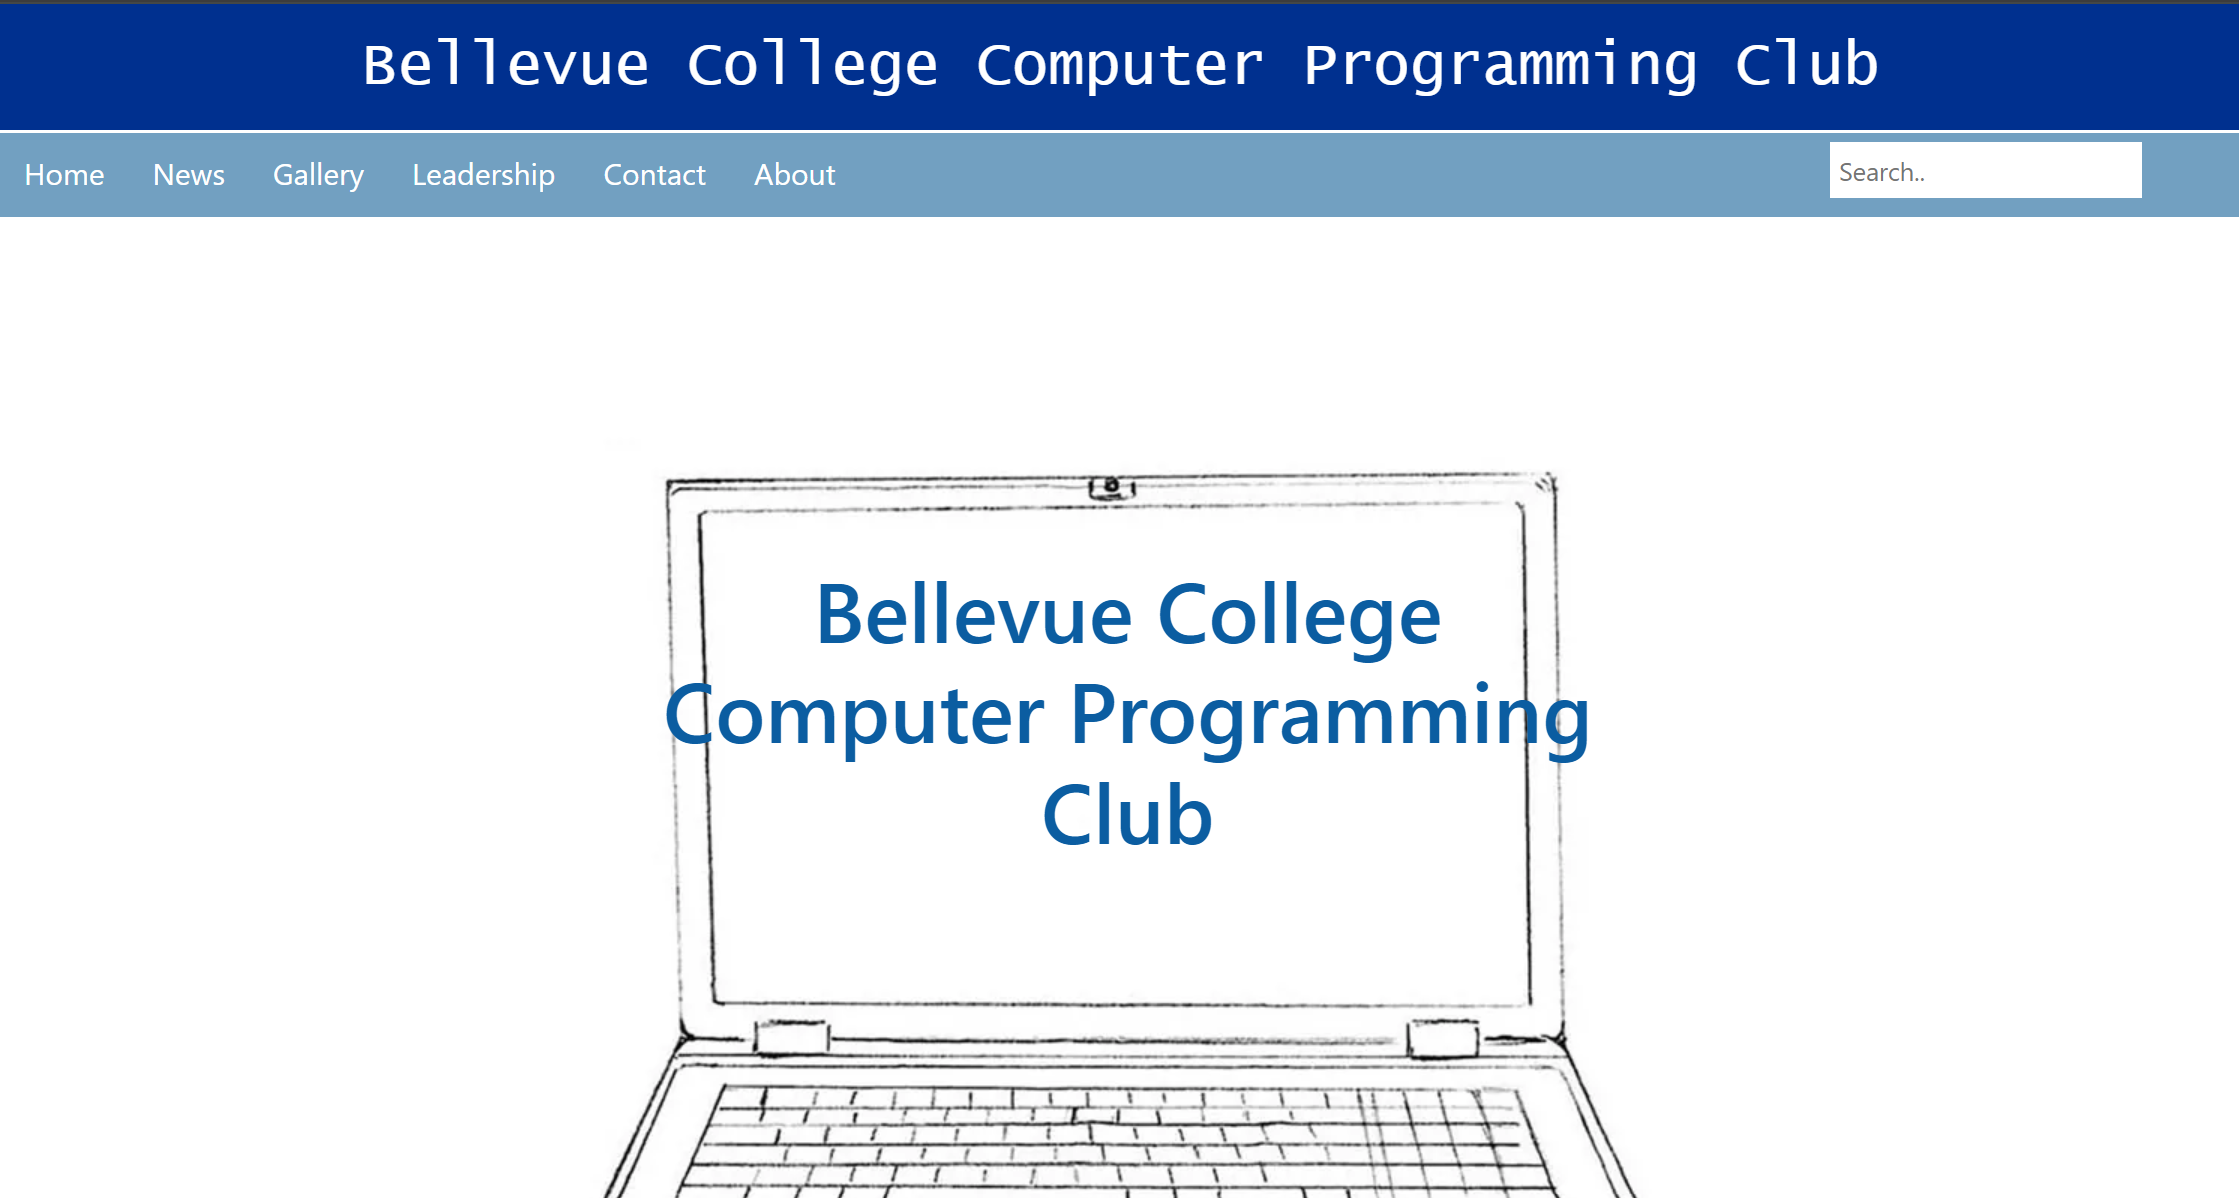 Bellevue College Computer Programming Club
Home News Gallery Leadership Contact About Search..
Bellevue College
Computer Programming
Club